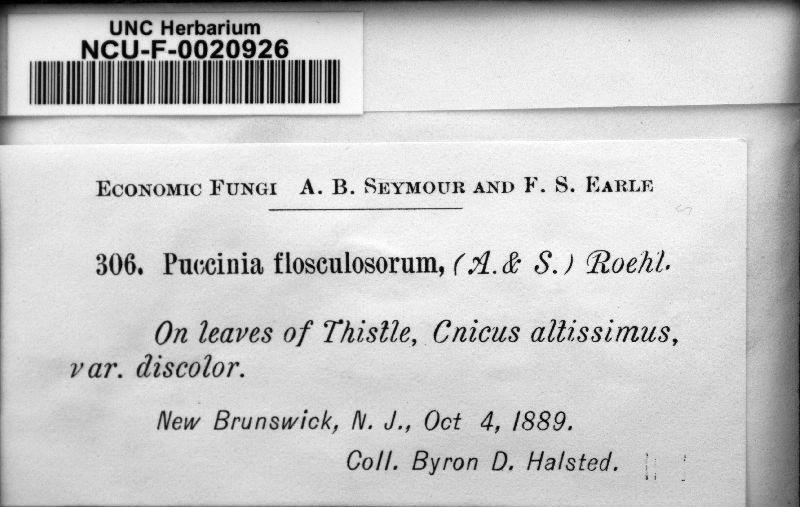 UNC Herbarium
NCU-F-0020926
Economic Fungi A. B. Seymour and F. S. Earle
306. Puccinia flosculosorum, (A. & S.) Roehl.
On leaves of Thistle, Cnicus altissimus,
var. discolor.
New Brunswick, N. J., Oct 4, 1889.
Coll. Byron D. Halsted.